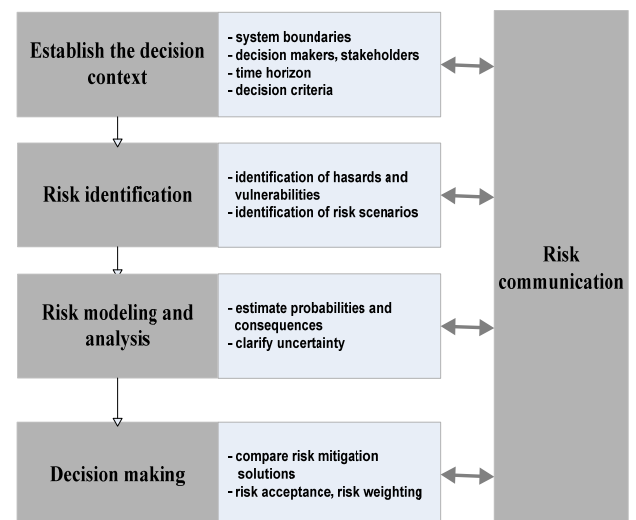 Establish the decision
context
- system boundaries
- decision makers, stakeholders
- time horizon
- decision criteria
Risk identification
- identification of hasards and
vulnerabilities
- identification of risk scenarios
Risk modeling and
analysis
- estimate probabilities and
consequences
- clarify uncertainty
Decision making
- compare risk mitigation
solutions
- risk acceptance, risk weighting
Risk
communication